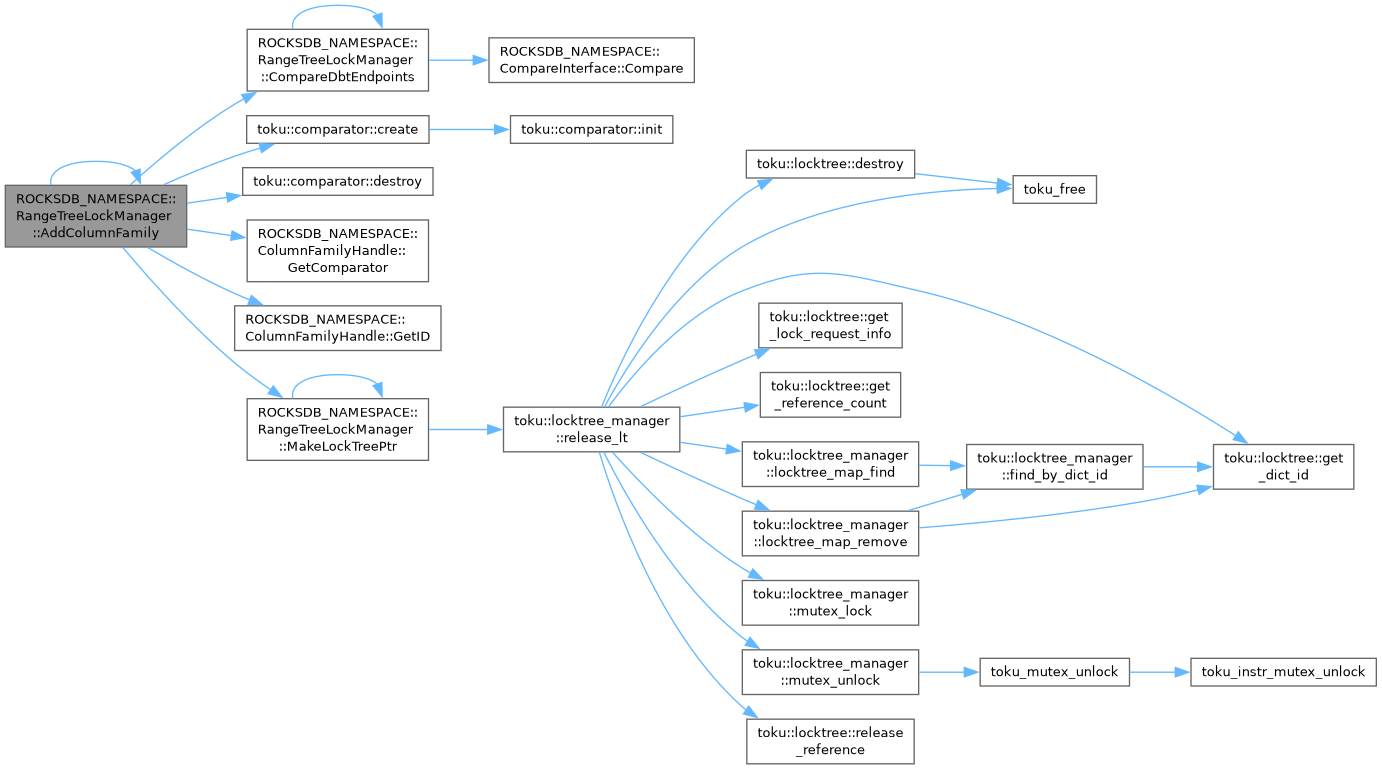 ROCKSDB_NAMESPACE::
RangeTreeLockManager
::AddColumnFamily
ROCKSDB_NAMESPACE::
RangeTreeLockManager
::CompareDbtEndpoints
ROCKSDB_NAMESPACE::
CompareInterface::Compare
toku::comparator::create
toku::comparator::init
toku::comparator::destroy
ROCKSDB_NAMESPACE::
ColumnFamilyHandle::
GetComparator
ROCKSDB_NAMESPACE::
ColumnFamilyHandle::GetID
ROCKSDB_NAMESPACE::
RangeTreeLockManager
::MakeLockTreePtr
toku::locktree_manager
::release_lt
toku::locktree::destroy
toku_free
toku::locktree::get
_lock_request_info
toku::locktree::get
_reference_count
toku::locktree_manager
::locktree_map_find
toku::locktree_manager
::find_by_dict_id
toku::locktree::get
_dict_id
toku::locktree_manager
::locktree_map_remove
toku::locktree_manager
::mutex_lock
toku::locktree_manager
::mutex_unlock
toku_mutex_unlock
toku_instr_mutex_unlock
toku::locktree::release
_reference